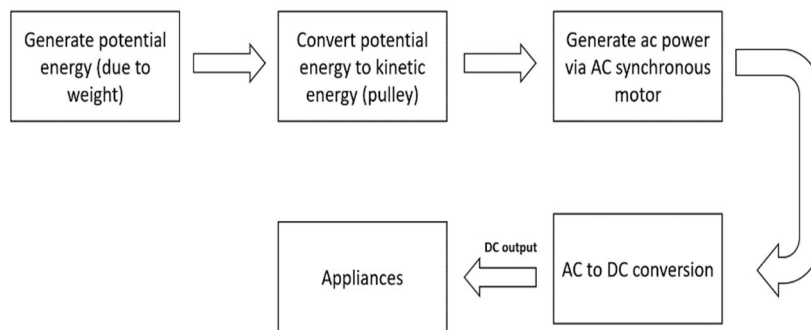 Generate potential
energy (due to
weight)
Convert potential
energy to kinetic
energy (pulley)
Generate ac power
via AC synchronous
motor
AC to DC conversion
DC output
Appliances